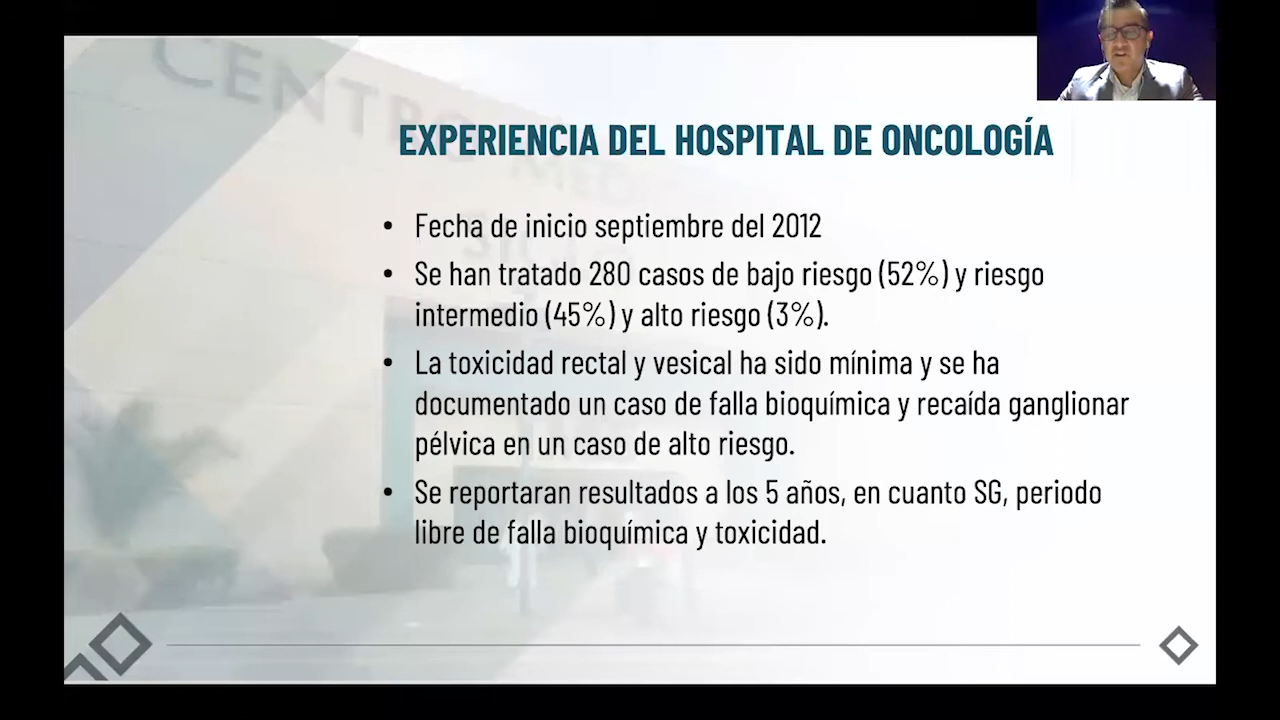 CENTRO MEDIC
EXPERIENCIA DEL HOSPITAL DE ONCOLOGÍA
• Fecha de inicio septiembre del 2012
• Se han tratado 280 casos de bajo riesgo (52%) y riesgo
intermedio (45%) y alto riesgo (3%).
• La toxicidad rectal y vesical ha sido mínima y se ha
documentado un caso de falla bioquímica y recaída ganglionar
pélvica en un caso de alto riesgo.
• Se reportaran resultados a los 5 años, en cuanto SG, periodo
libre de falla bioquímica y toxicidad.